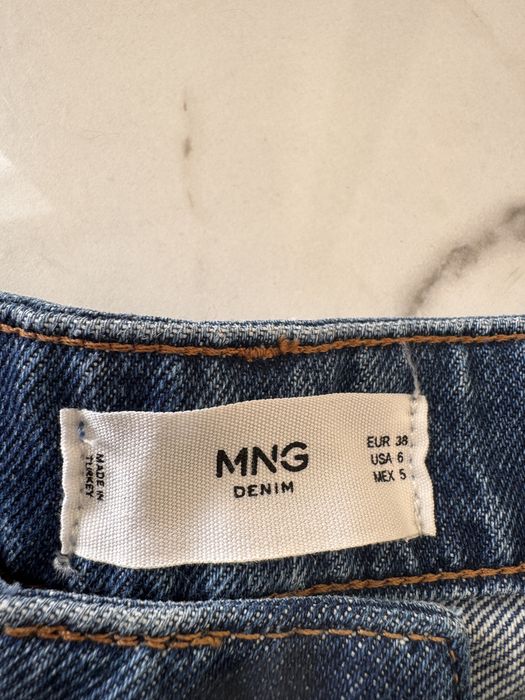 MADE IN
TURKEY
MNG
DENIM
EUR 38
USA 6
MEX 5